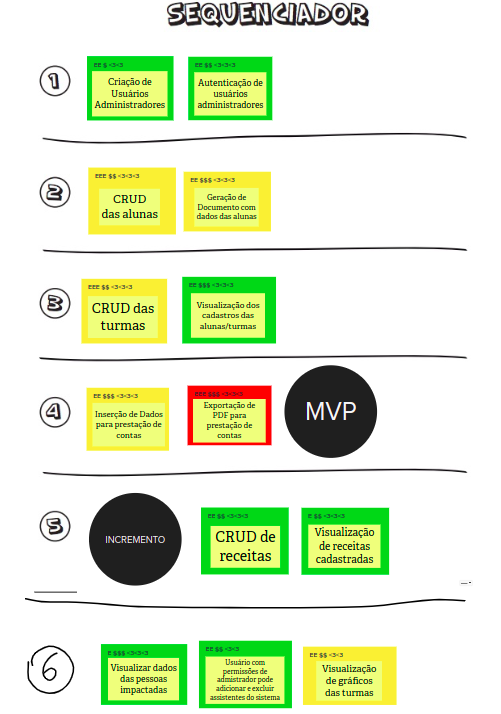 SEQUENCIADOR
1
EE $ <3<3
Criação de
Usuários
Administradores
EE $$ <3<3<3
Autenticação de
usuários
administradores
2
EEE $$ <3<3<3
CRUD
das alunas
EE $$$ <3<3<3
Geração de
Documento com
dados das alunas
3
EEE $$ <3<3
CRUD das
turmas
EE $$$ <3<3<3
Visualização dos
cadastros das
alunas/turmas
4
EE $$$ <3<3<3
Inserção de Dados
para prestação de
contas
EEE $$$ <3<3<3
Exportação de
PDF para
prestação de
contas
MVP
5
INCREMENTO
EE $$ <3<3<3
CRUD de
receitas
E $$ <3<3<3
Visualização
de receitas
cadastradas
6
E $$$ <3<3<3
Visualizar dados
das pessoas
impactadas
EE $$ <3<3
Usuário com
permissões de
admistrador pode
adicionar e excluir
assistentes do sistema
EE $$ <3<3
Visualização
de gráficos
das turmas